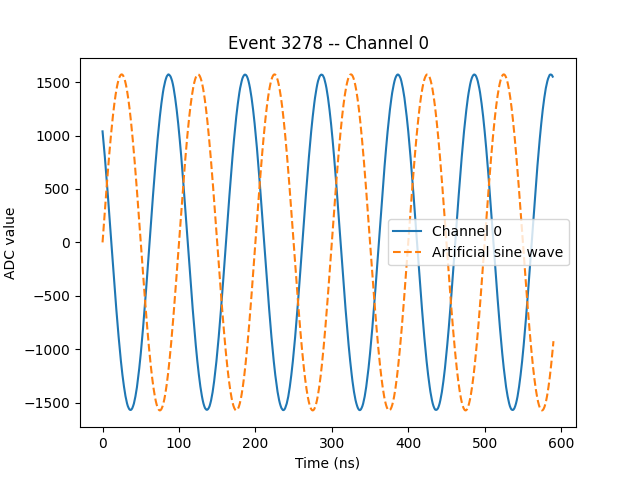 Event 3278 -- Channel 0
ADC value
1500
1000
500
0
−500
−1000
−1500
Channel 0
Artificial sine wave
0
100
200
300
400
500
600
Time (ns)